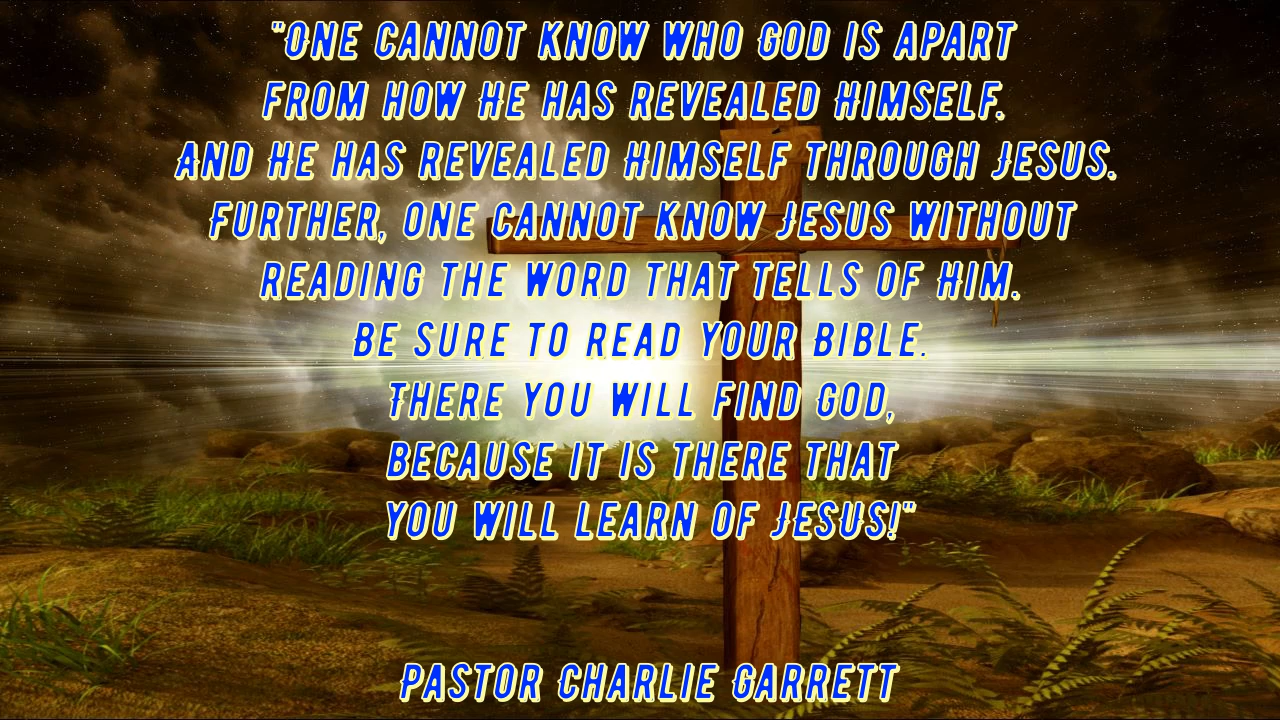 "ONE CANNOT KNOW WHO GOD IS APART
FROM HOW HE HAS REVEALED HIMSELF.
AND HE HAS REVEALED HIMSELF THROUGH JESUS.
FURTHER, ONE CANNOT KNOW JESUS WITHOUT
READING THE WORD THAT TELLS OF HIM.
BE SURE TO READ YOUR BIBLE.
THERE YOU WILL FIND GOD,
BECAUSE IT IS THERE THAT
YOU WILL LEARN OF JESUS!"
PASTOR CHARLIE GARRETT